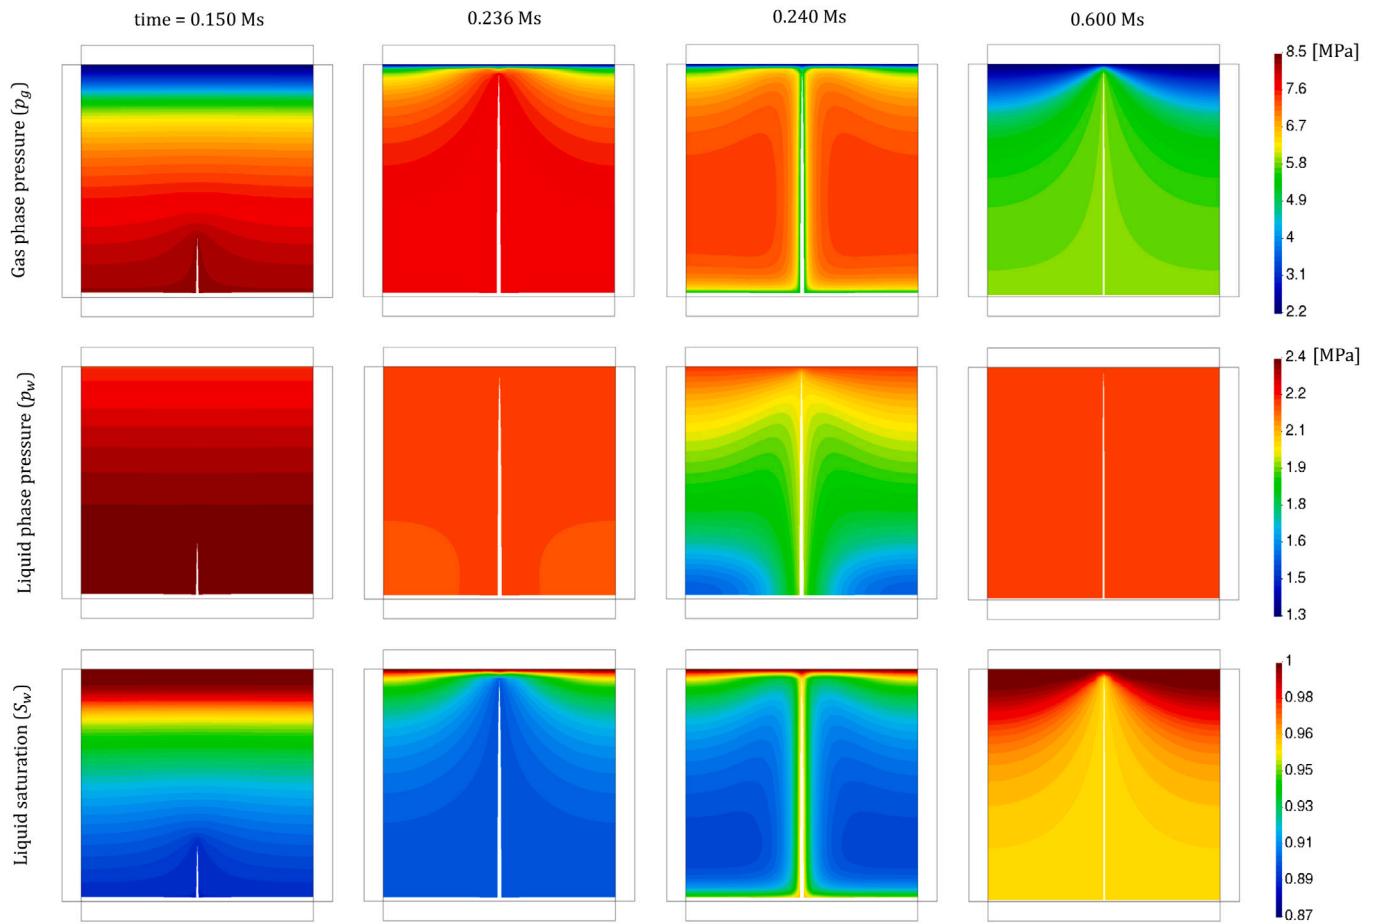 time = 0.150 Ms
0.236 Ms
0.240 Ms
0.600 Ms
Gas phase pressure (p_g)
8.5 [MPa]
7.6
6.7
5.8
4.9
4
3.1
2.2
Liquid phase pressure (p_w)
2.4 [MPa]
2.2
2.1
1.9
1.8
1.6
1.5
1.3
Liquid saturation (S_w)
1
0.98
0.96
0.95
0.93
0.91
0.89
0.87